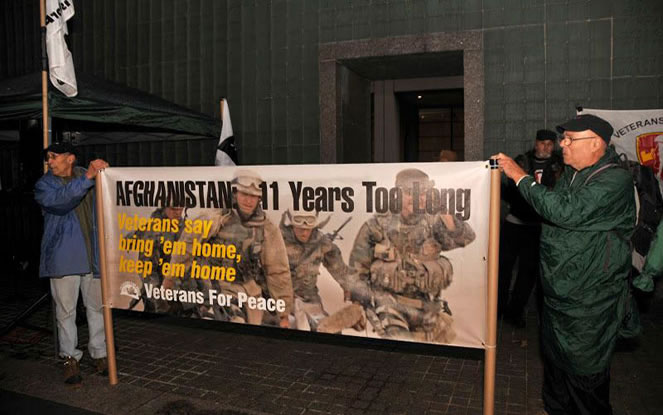 AFGHANISTAN: 11 Years Too Long
Veterans say
bring 'em home,
keep 'em home
Veterans For Peace
VETERANS